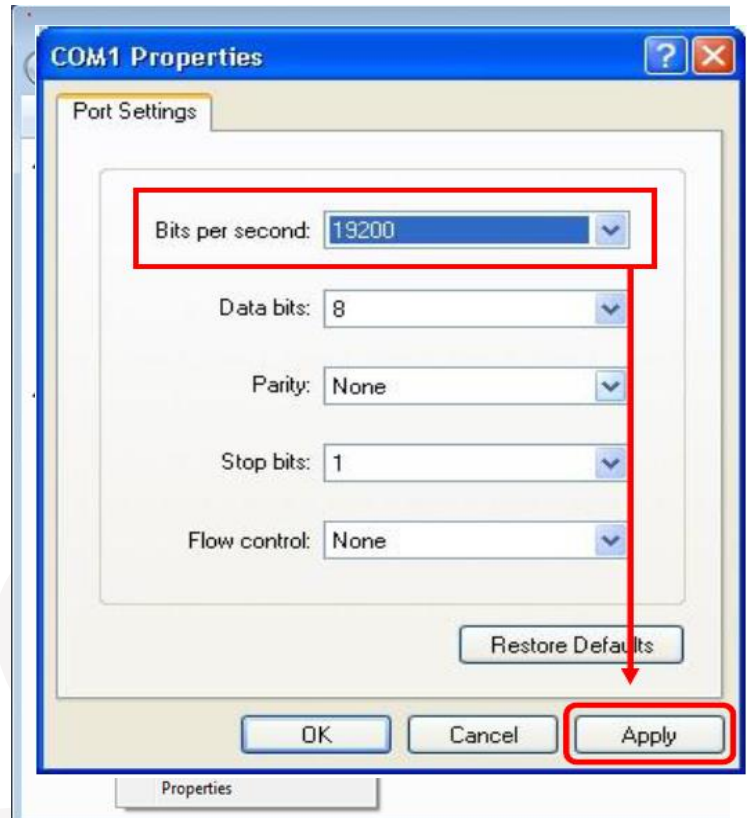 COM1 Properties
Port Settings
Bits per second: 19200
Data bits: 8
Parity: None
Stop bits: 1
Flow control: None
Restore Defaults
OK Cancel Apply
Properties